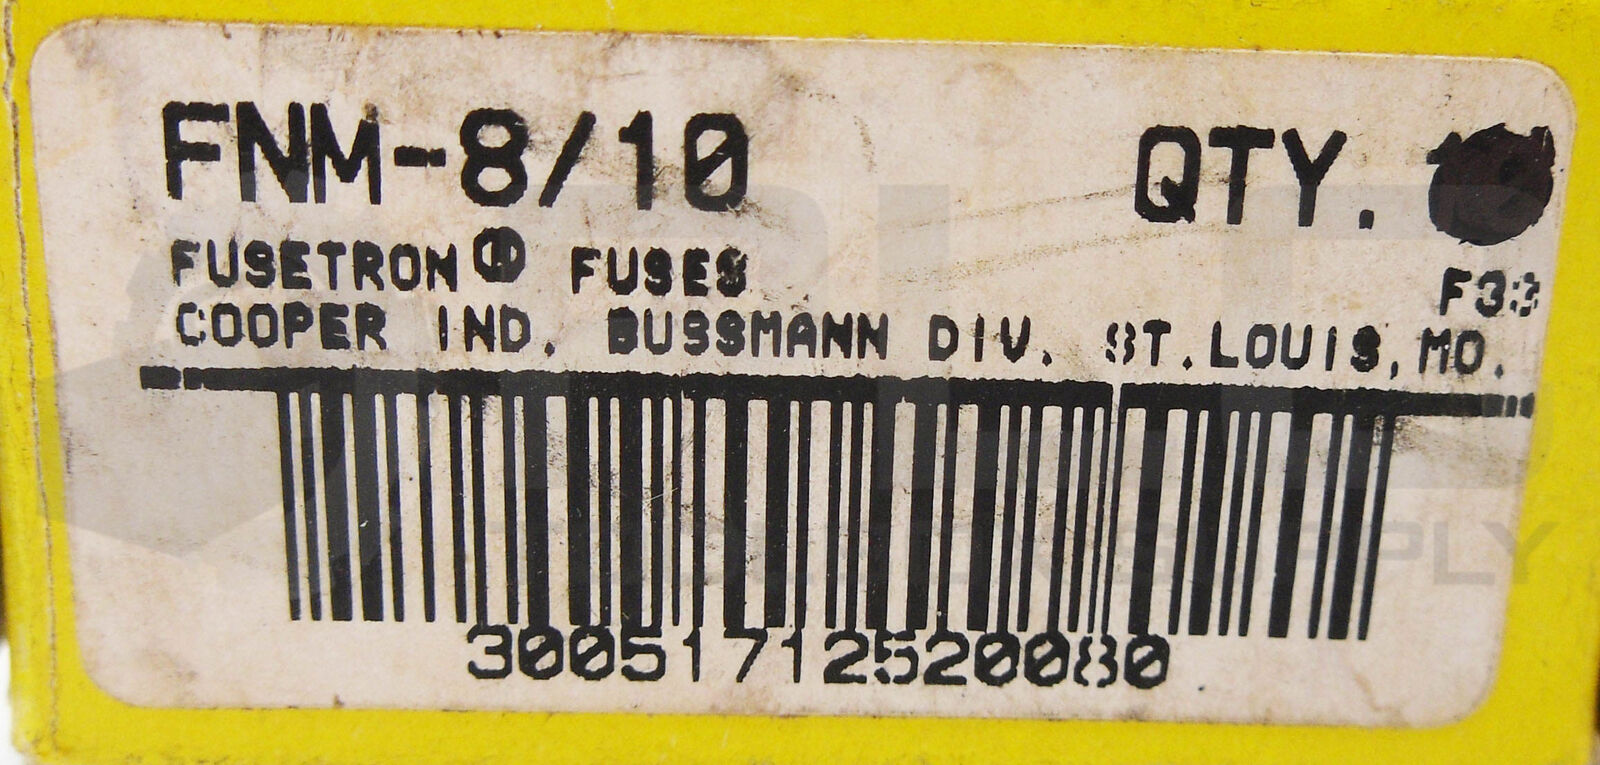 FNM-8/10 QTY.
FUSETRON® FUSES
F33
COOPER IND. BUSSMANN DIV. ST. LOUIS, MO.
30051712520080